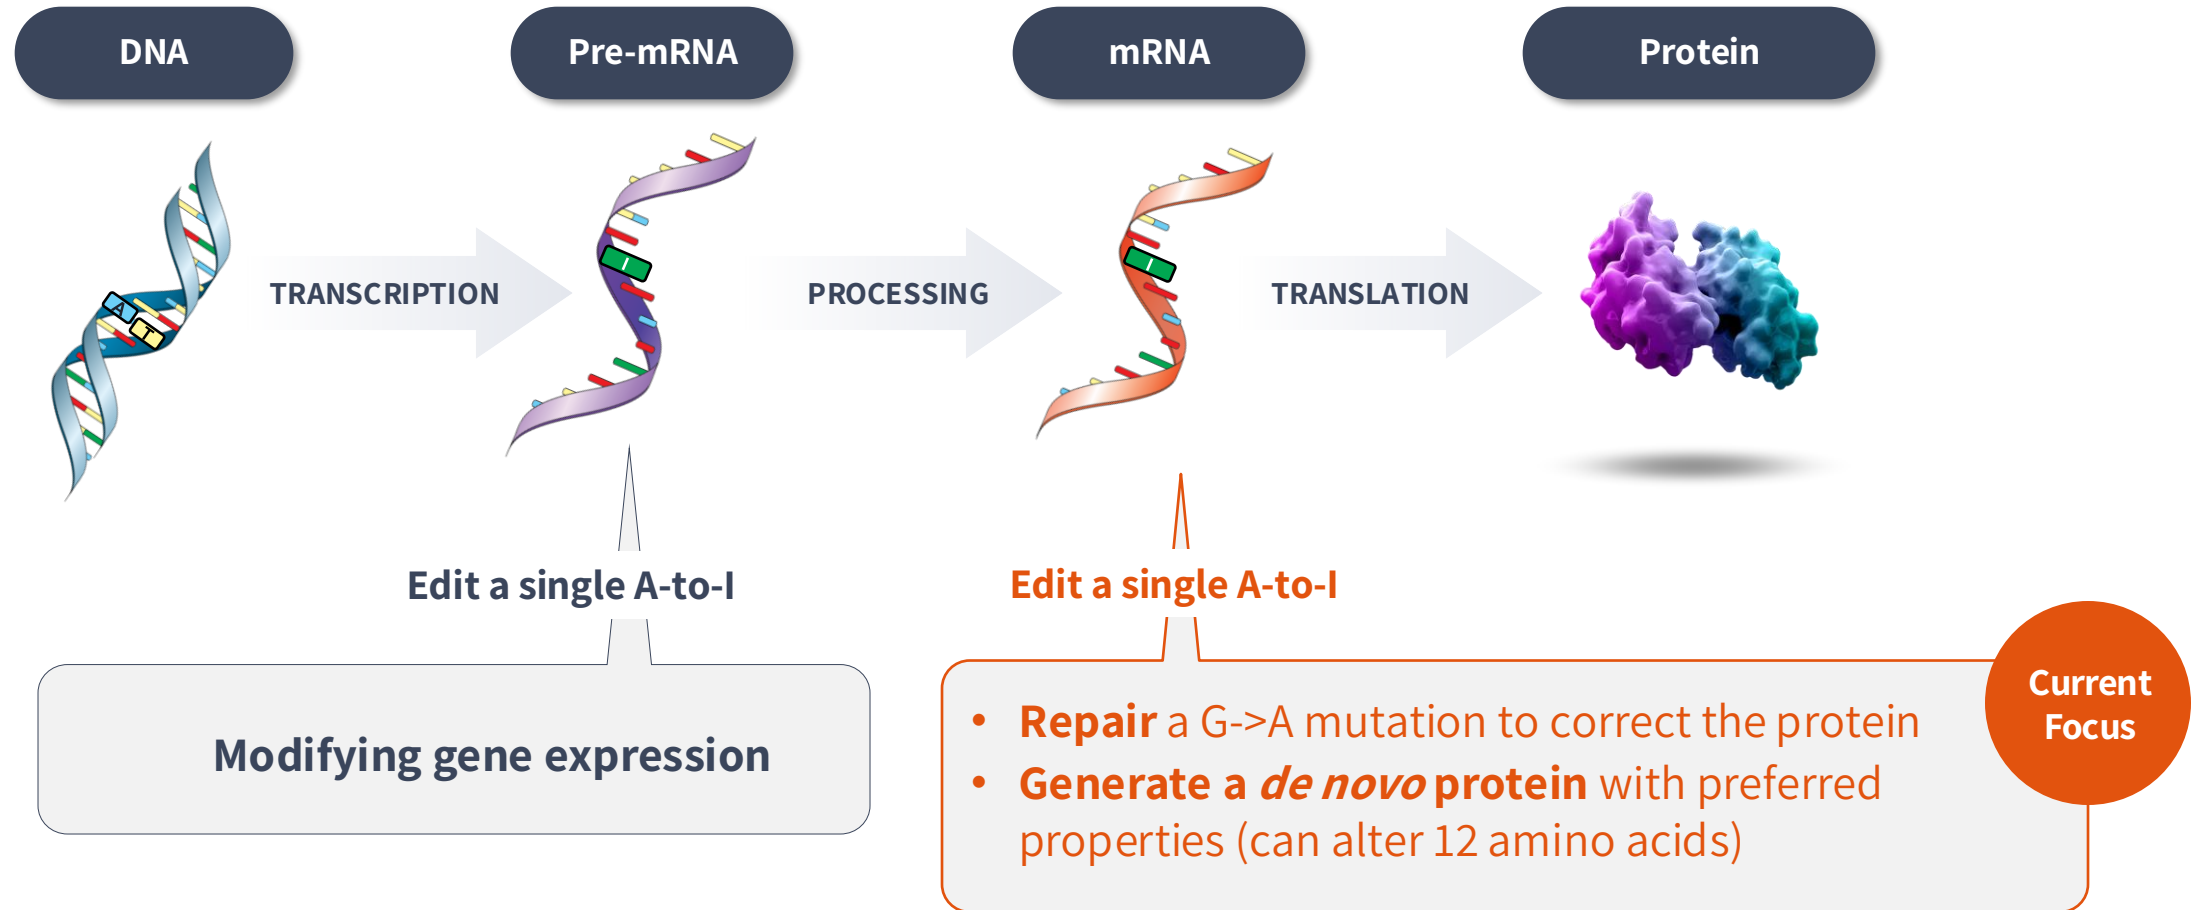 DNA
Pre-mRNA
mRNA
Protein
A
T
I
I
TRANSCRIPTION
PROCESSING
TRANSLATION
Edit a single A-to-I
Edit a single A-to-I
Modifying gene expression
Current
Focus
• Repair a G->A mutation to correct the protein
• Generate a de novo protein with preferred
properties (can alter 12 amino acids)